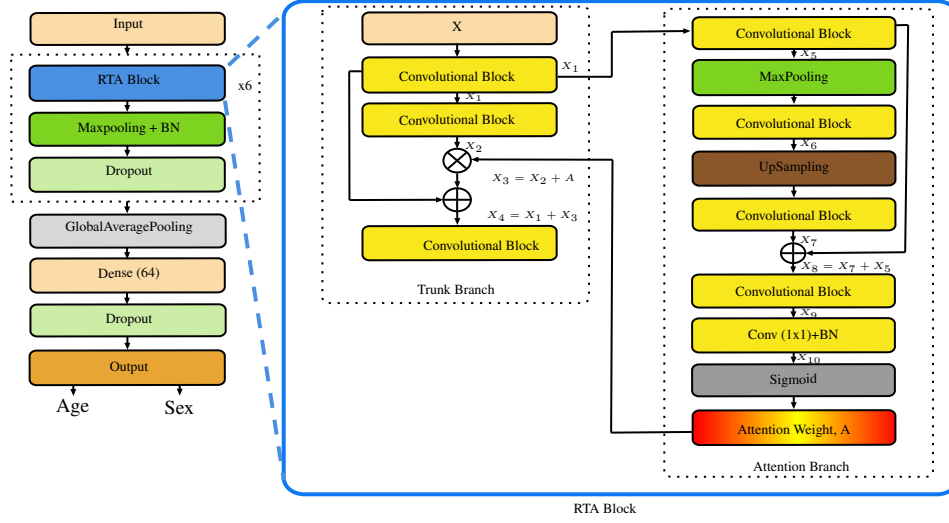 Input
RTA Block
x6
Maxpooling + BN
Dropout
GlobalAveragePooling
Dense (64)
Dropout
Output
Age
Sex
X
Convolutional Block
X₁
X₁
Convolutional Block
X₂
X₃ = X₂ + A
X₄ = X₁ + X₃
Convolutional Block
Trunk Branch
Convolutional Block
X₅
MaxPooling
Convolutional Block
X₆
UpSampling
Convolutional Block
X₇
X₈ = X₇ + X₅
Convolutional Block
X₉
Conv (1x1)+BN
X₁₀
Sigmoid
Attention Weight, A
Attention Branch
RTA Block